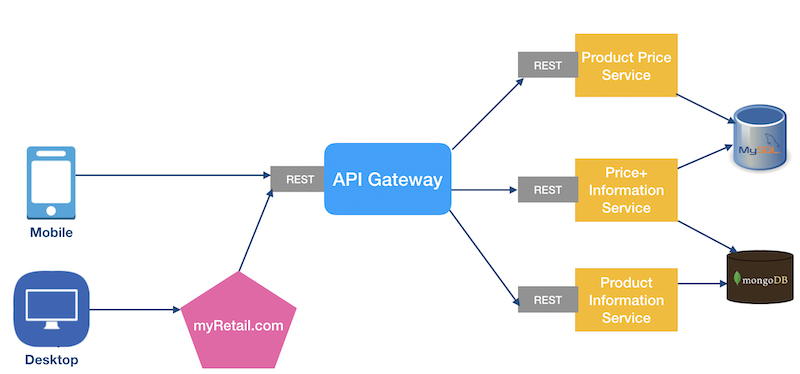 Mobile
Desktop
myRetail.com
REST
API Gateway
REST
Product Price
Service
REST
Price+
Information
Service
REST
Product
Information
Service
MySQL
mongoDB